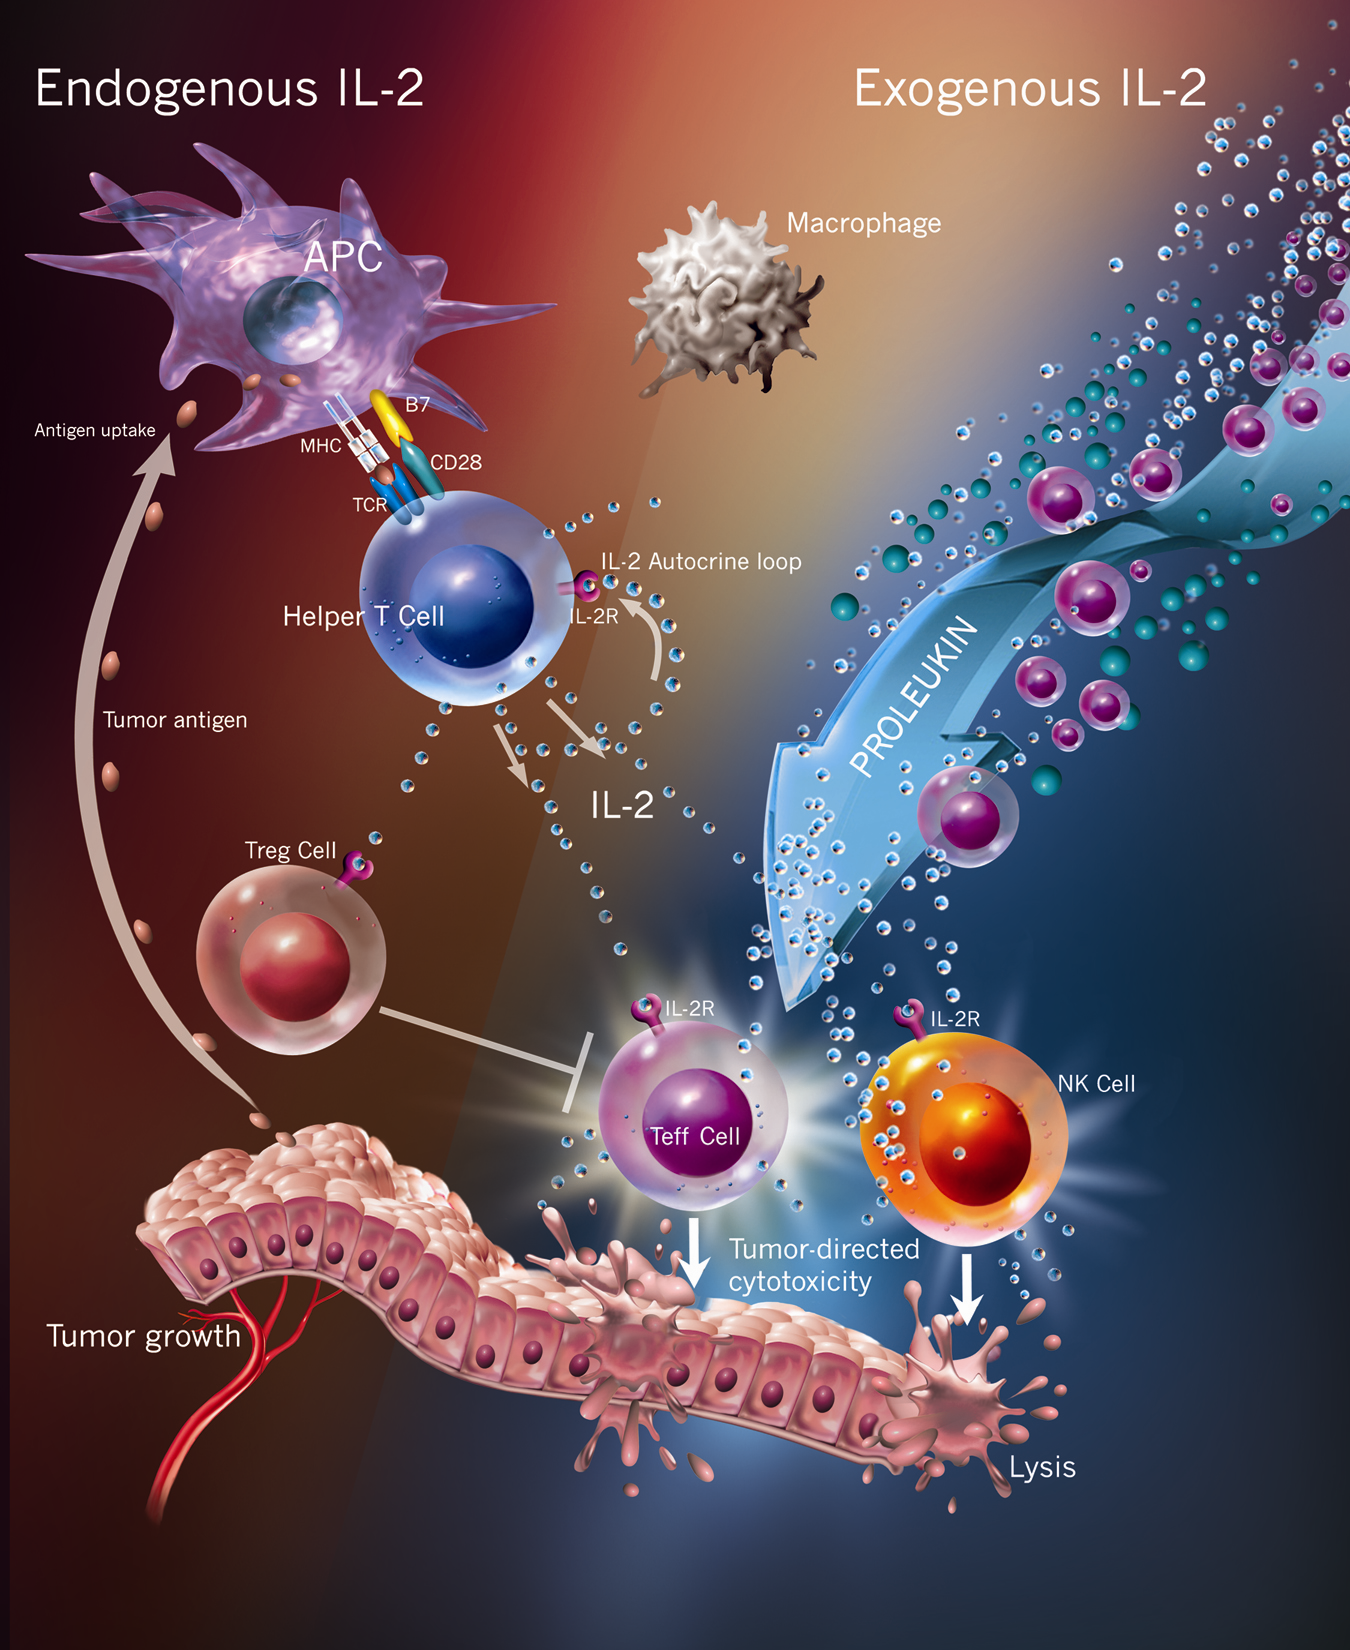 Endogenous IL-2
Exogenous IL-2
APC
Macrophage
Antigen uptake
B7
MHC
CD28
TCR
IL-2 Autocrine loop
IL-2R
Helper T Cell
PROLEUKIN
Tumor antigen
IL-2
Treg Cell
IL-2R
IL-2R
NK Cell
Teff Cell
Tumor-directed
cytotoxicity
Tumor growth
Lysis